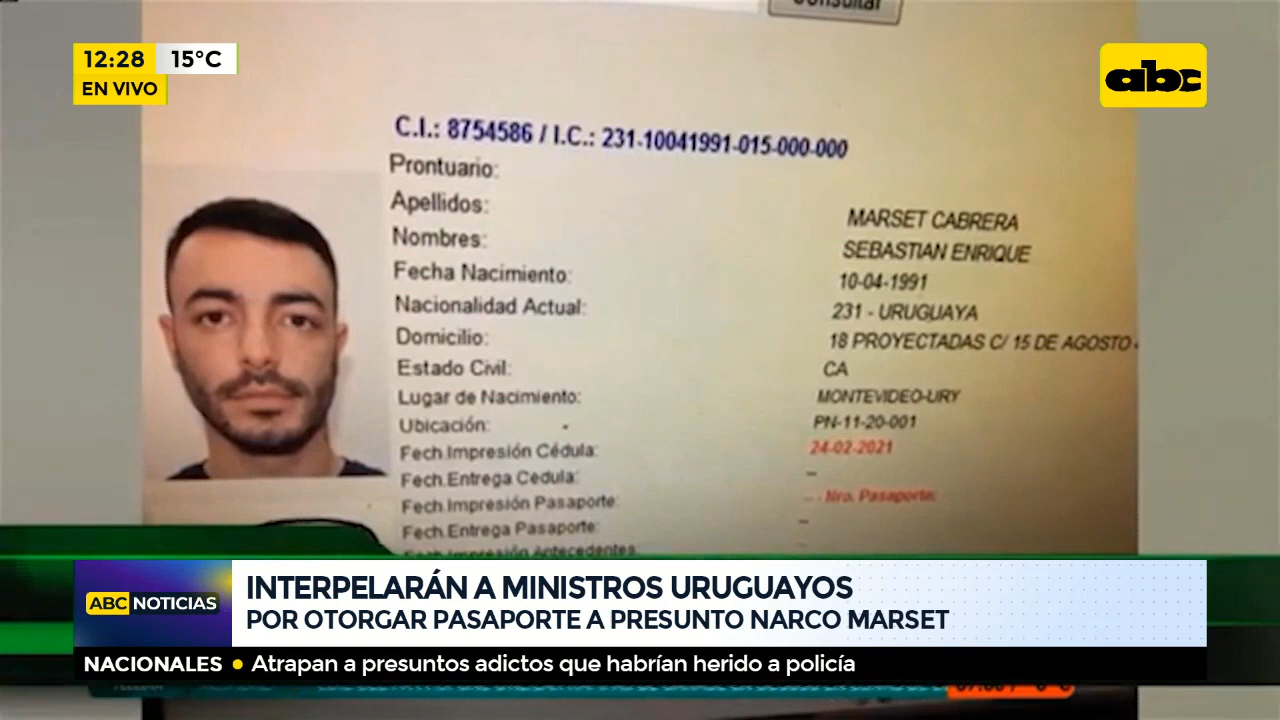 Consultar
12:28 15°C
EN VIVO
abc
C.I.: 8754586 / I.C.: 231-10041991-015-000-000
Prontuario:
Apellidos: MARSET CABRERA
Nombres: SEBASTIAN ENRIQUE
Fecha Nacimiento: 10-04-1991
Nacionalidad Actual: 231 - URUGUAYA
Domicilio: 18 PROYECTADAS C/ 15 DE AGOSTO
Estado Civil: CA
Lugar de Nacimiento: MONTEVIDEO-URY
Ubicación: PN-11-20-001
Fech.Impresión Cédula: 24-02-2021
Fech.Entrega Cedula: --
Fech.Impresión Pasaporte: -- - Nro. Pasaporte:
Fech.Entrega Pasaporte: --
Fech.Impresión Antecedentes
ABC NOTICIAS
INTERPELARÁN A MINISTROS URUGUAYOS
POR OTORGAR PASAPORTE A PRESUNTO NARCO MARSET
NACIONALES • Atrapan a presuntos adictos que habrían herido a policía